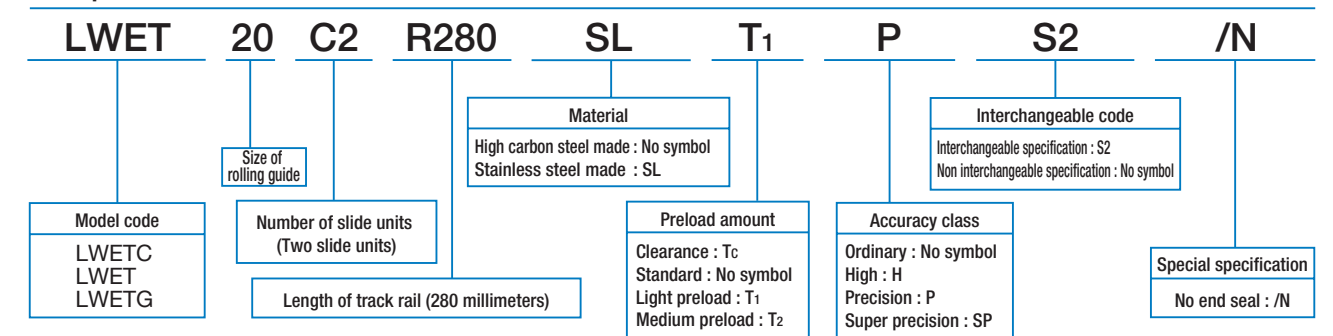 LWET 20 C2 R280 SL T1 P S2 /N
Material
High carbon steel made : No symbol
Stainless steel made : SL
Interchangeable code
Interchangeable specification : S2
Non interchangeable specification : No symbol
Size of
rolling guide
Model code
LWETC
LWET
LWETG
Number of slide units
(Two slide units)
Length of track rail (280 millimeters)
Preload amount
Clearance : Tc
Standard : No symbol
Light preload : T1
Medium preload : T2
Accuracy class
Ordinary : No symbol
High : H
Precision : P
Super precision : SP
Special specification
No end seal : /N